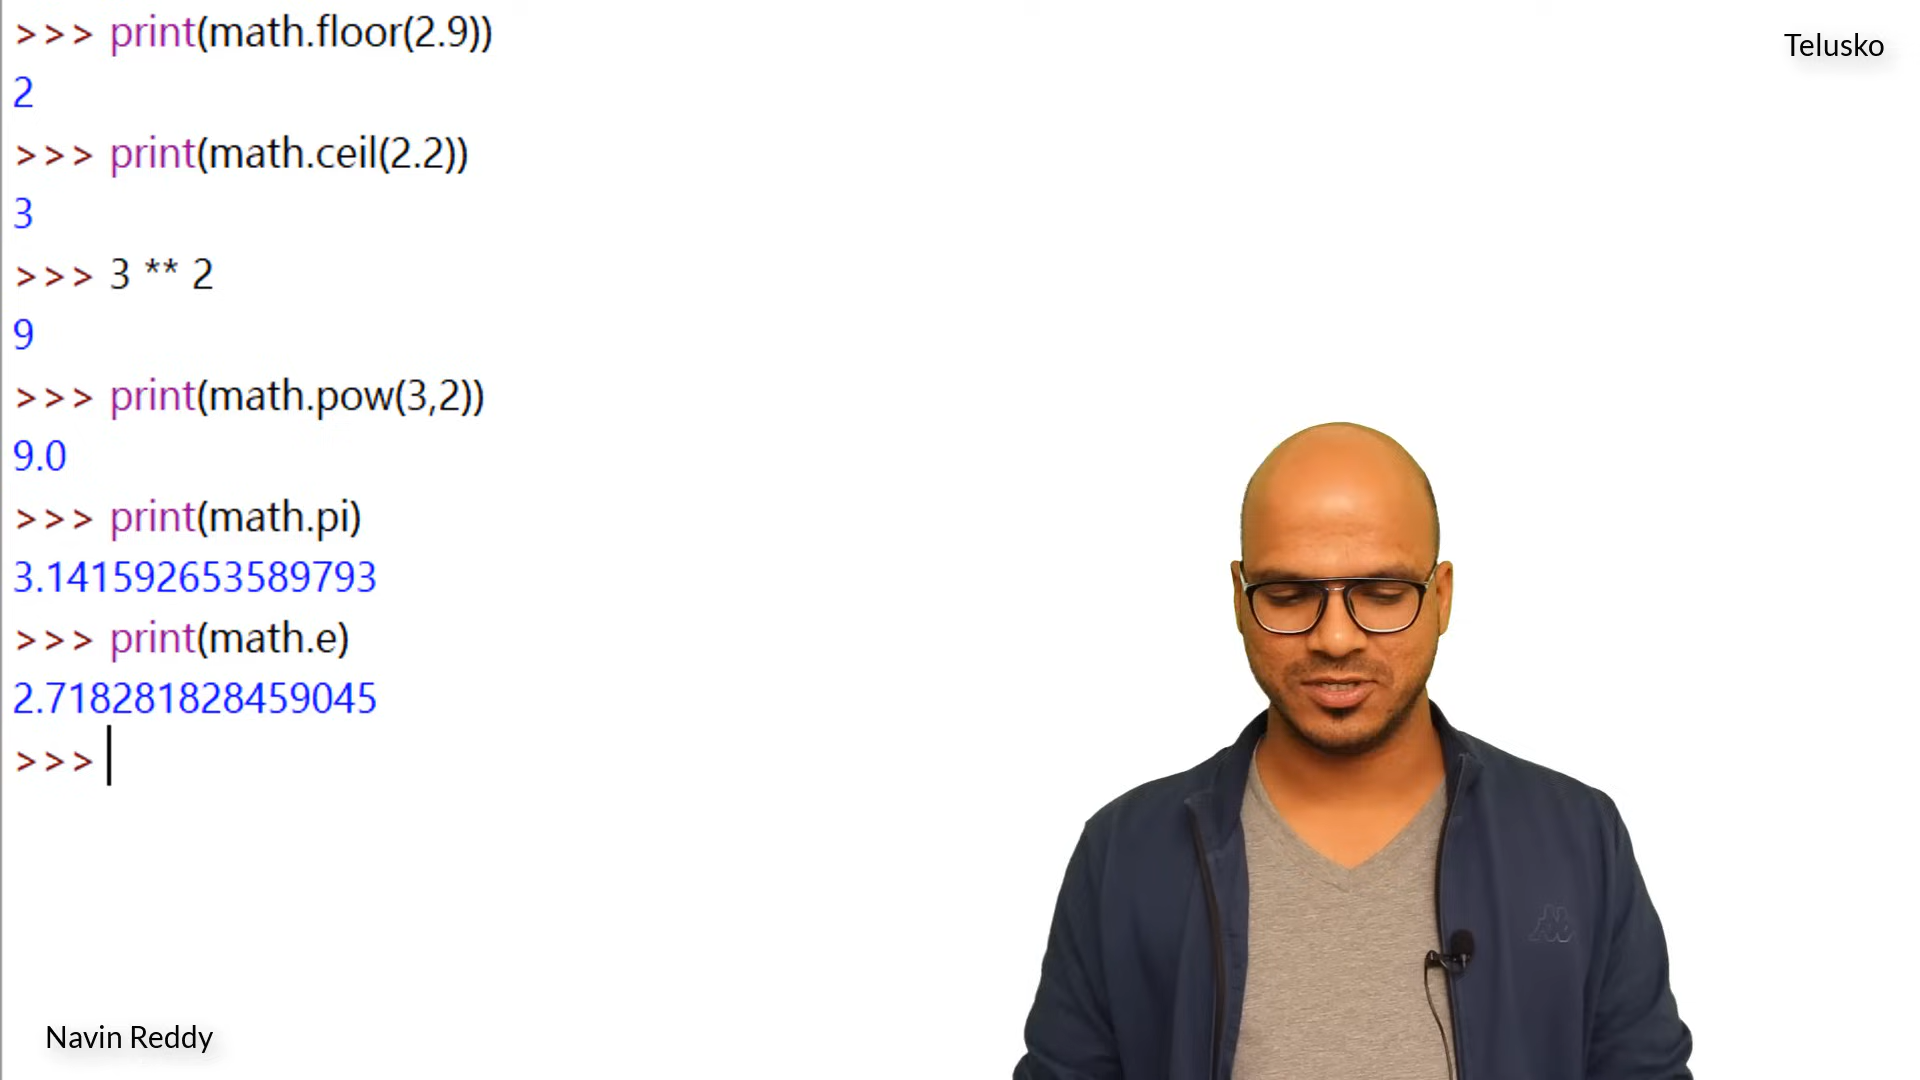 >>> print(math.floor(2.9))
Telusko
2
>>> print(math.ceil(2.2))
3
>>> 3 ** 2
9
>>> print(math.pow(3,2))
9.0
>>> print(math.pi)
3.141592653589793
>>> print(math.e)
2.718281828459045
>>>
Navin Reddy